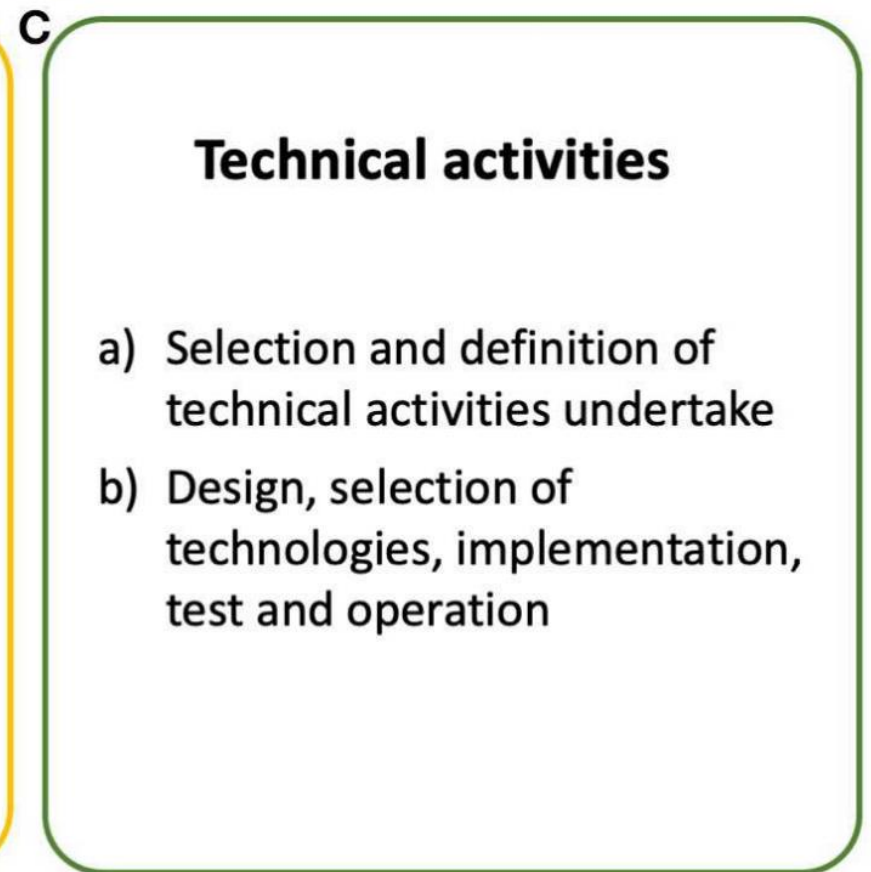 C
Technical activities
a) Selection and definition of
technical activities undertake
b) Design, selection of
technologies, implementation,
test and operation